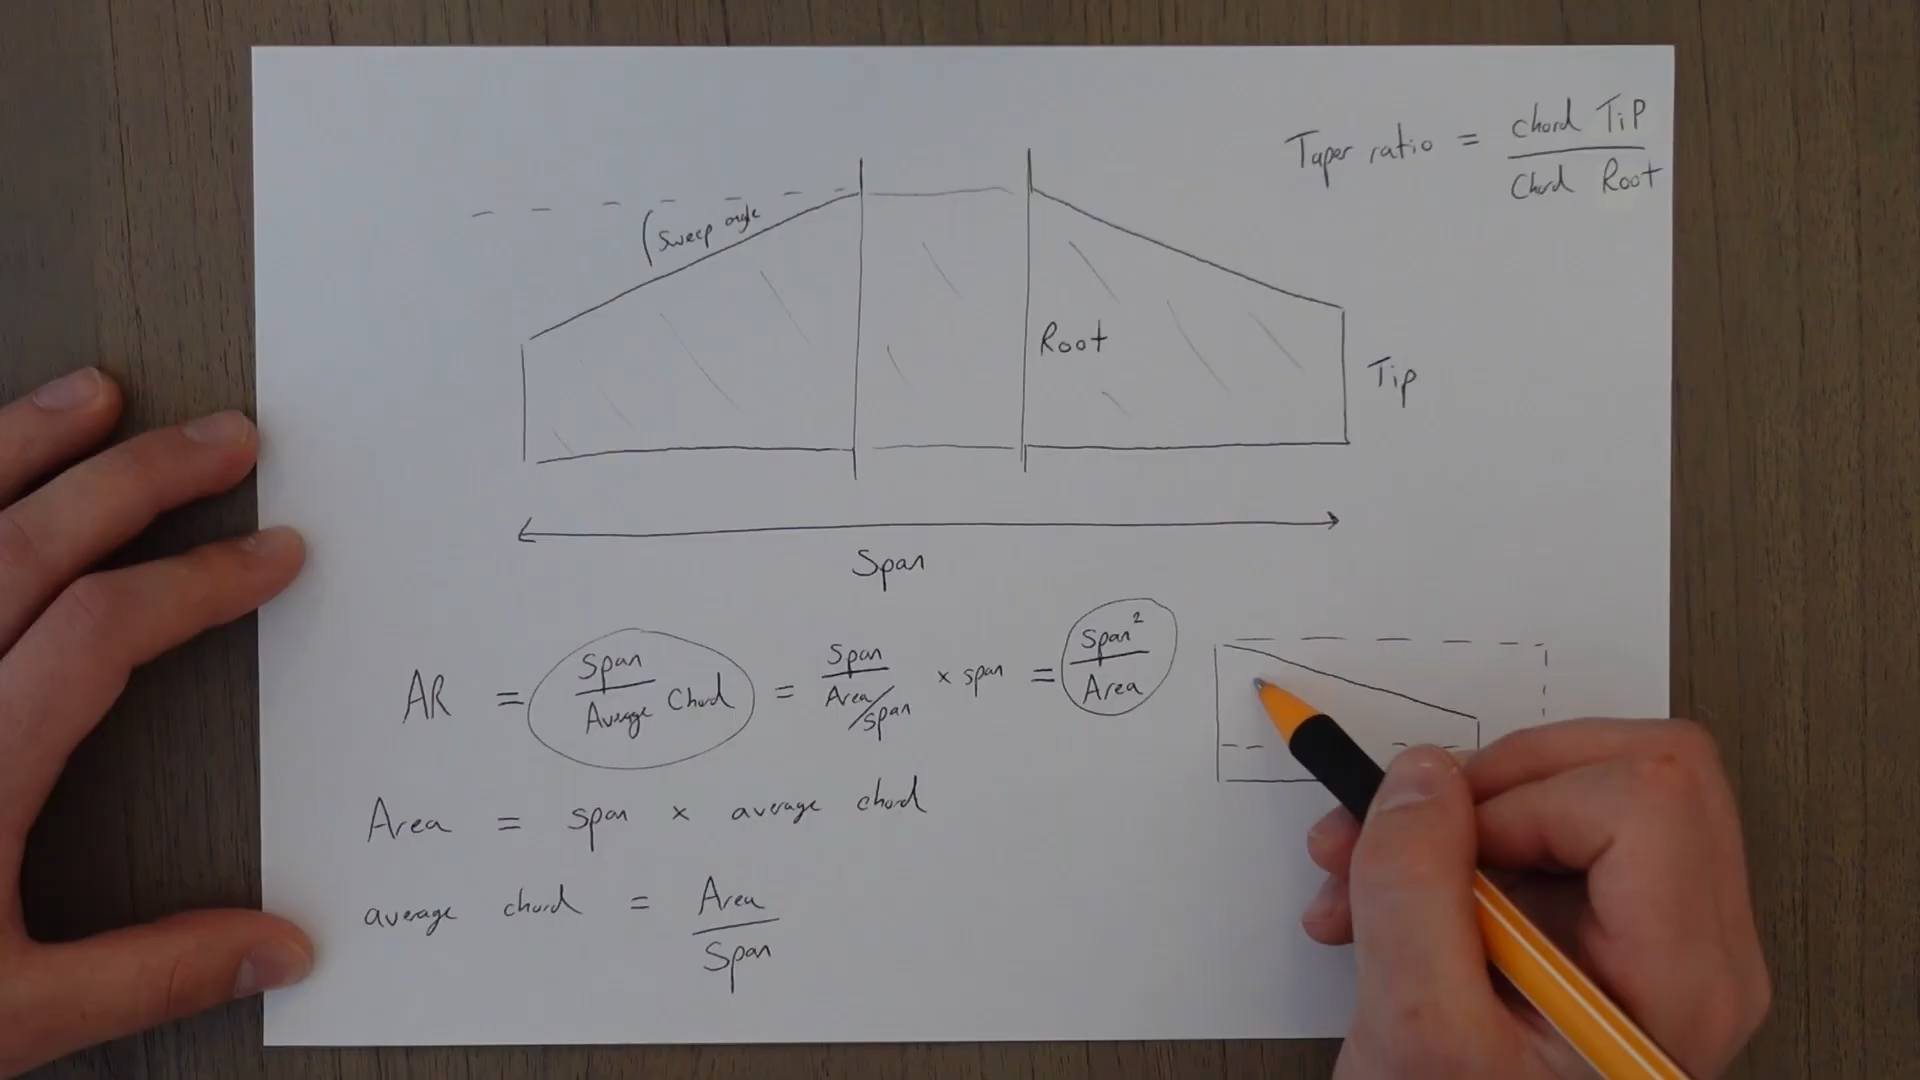 Taper ratio = chord Tip / Chord Root
Sweep angle
Root
Tip
Span
AR = Span / Average Chord = Span / Area/span × span = Span² / Area
Area = span × average chord
average chord = Area / Span